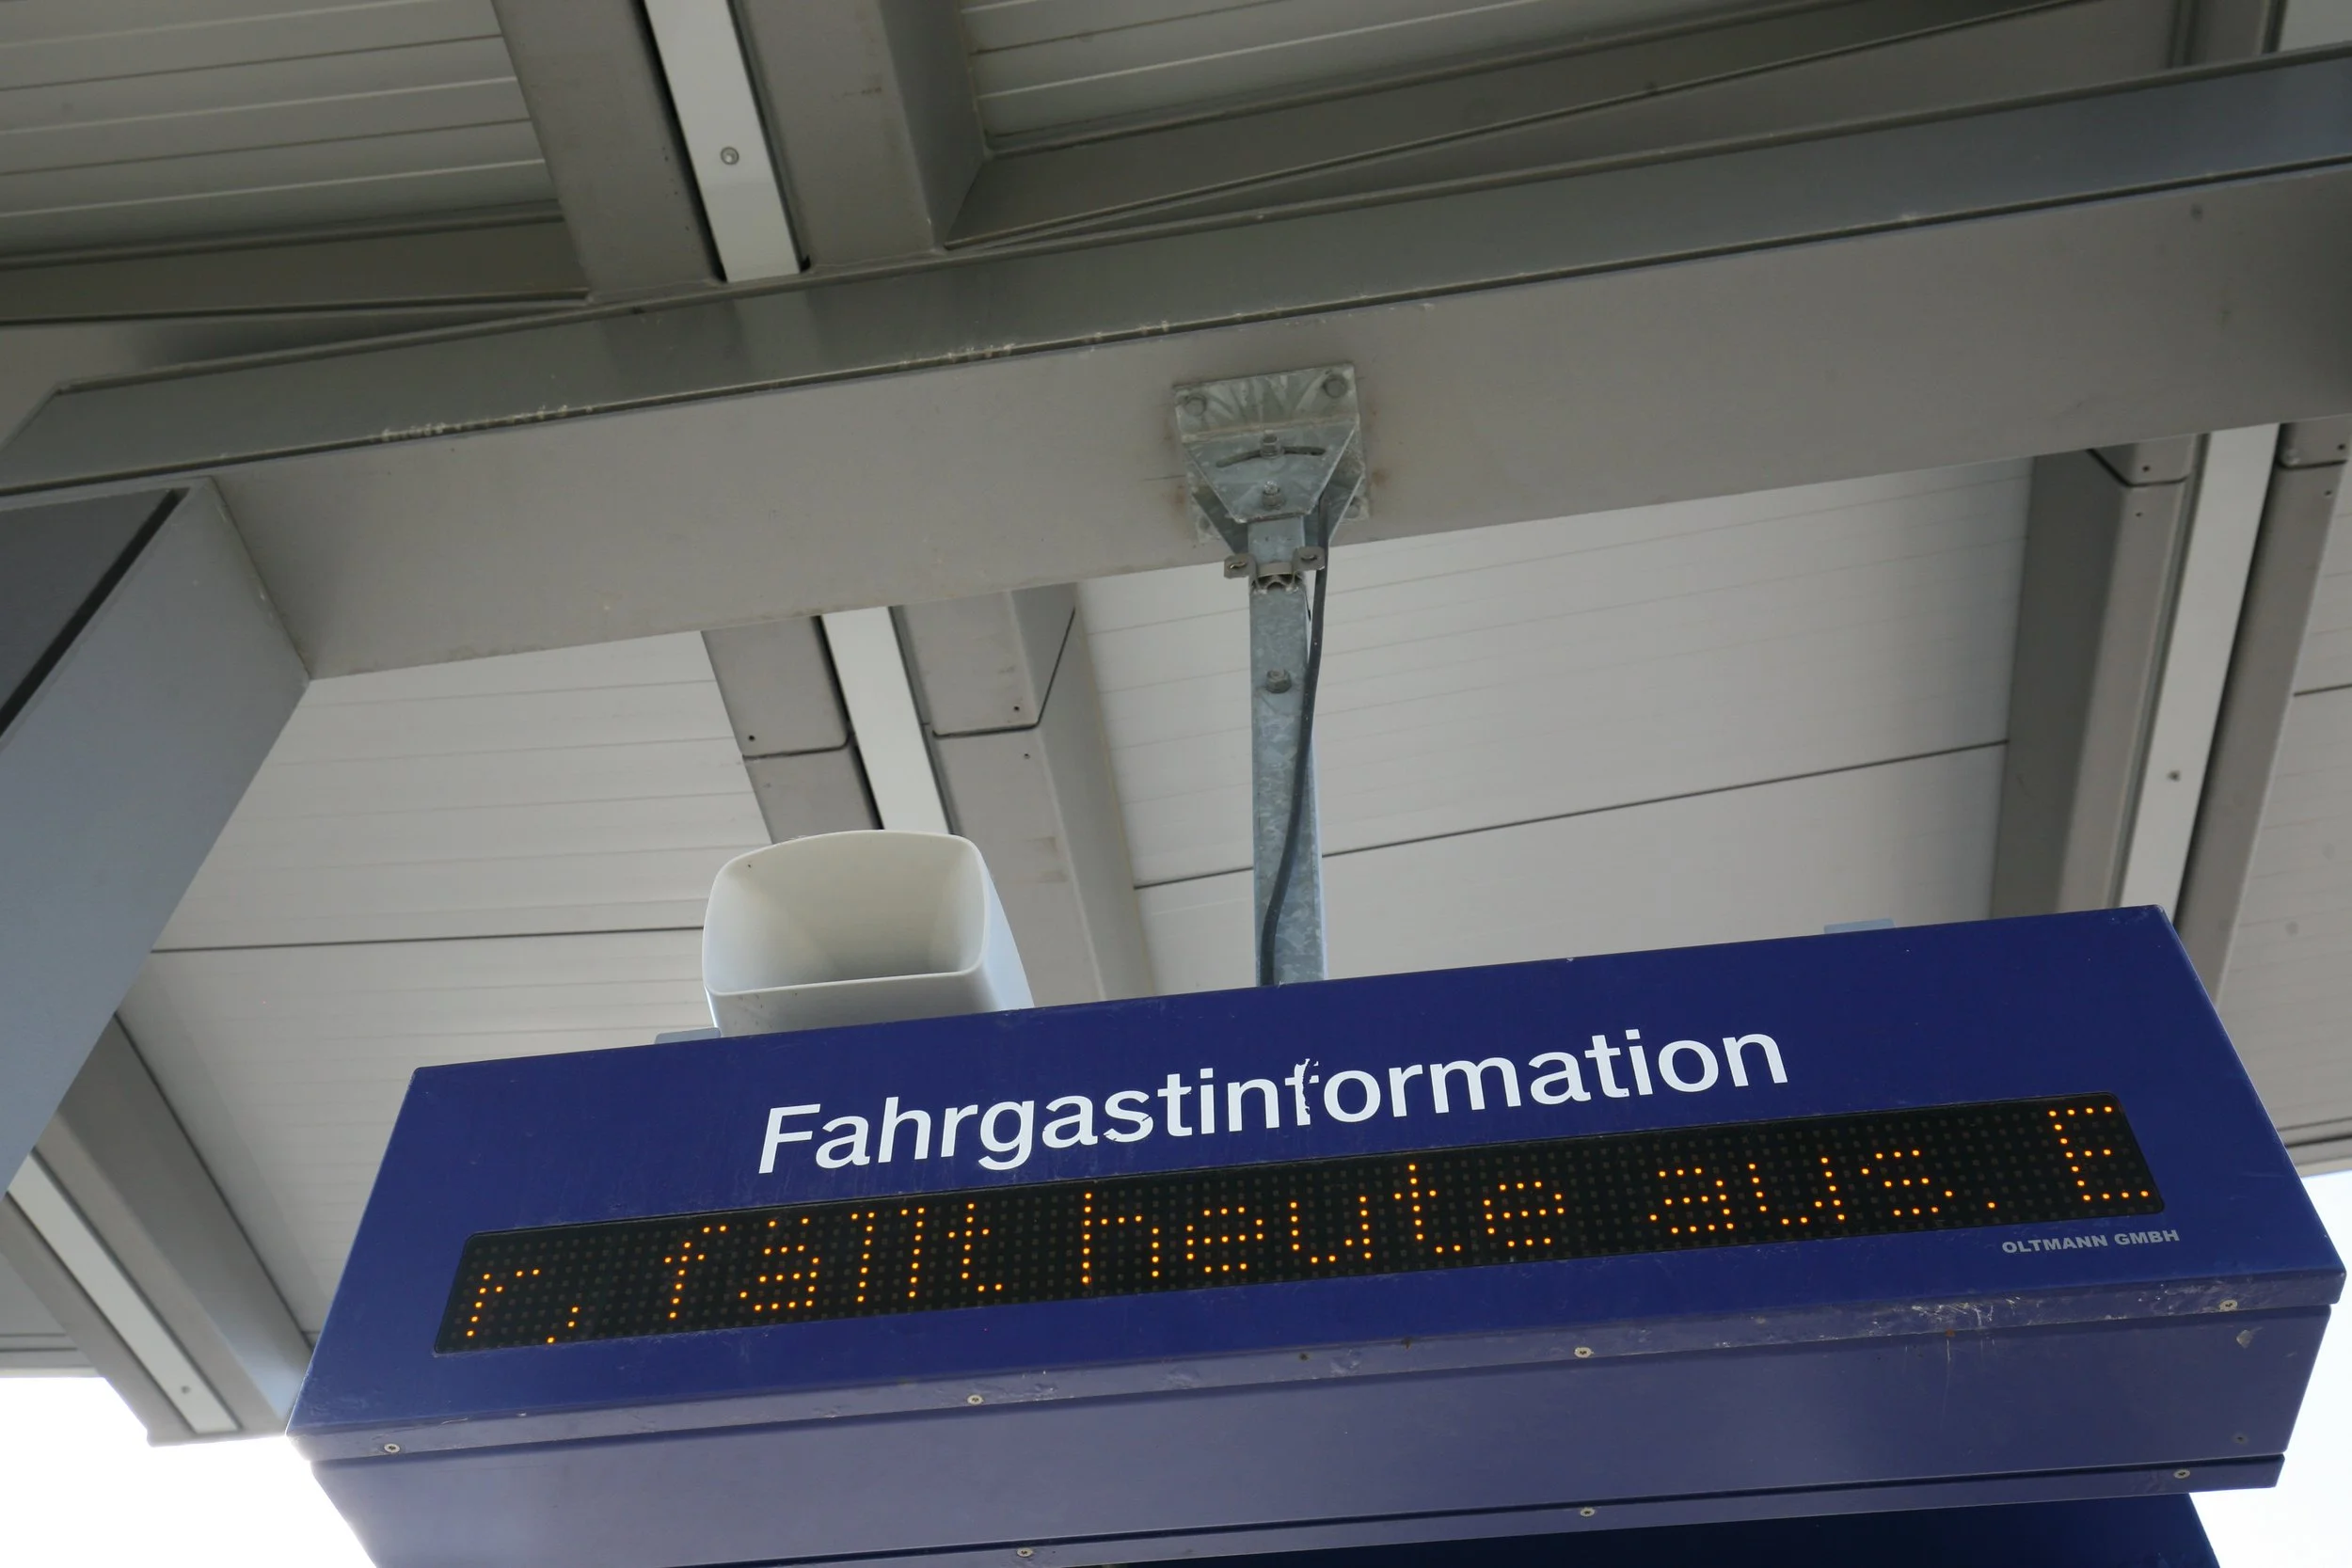 Fahrgastinformation
r, fällt heute aus. E
OLTMANN GMBH